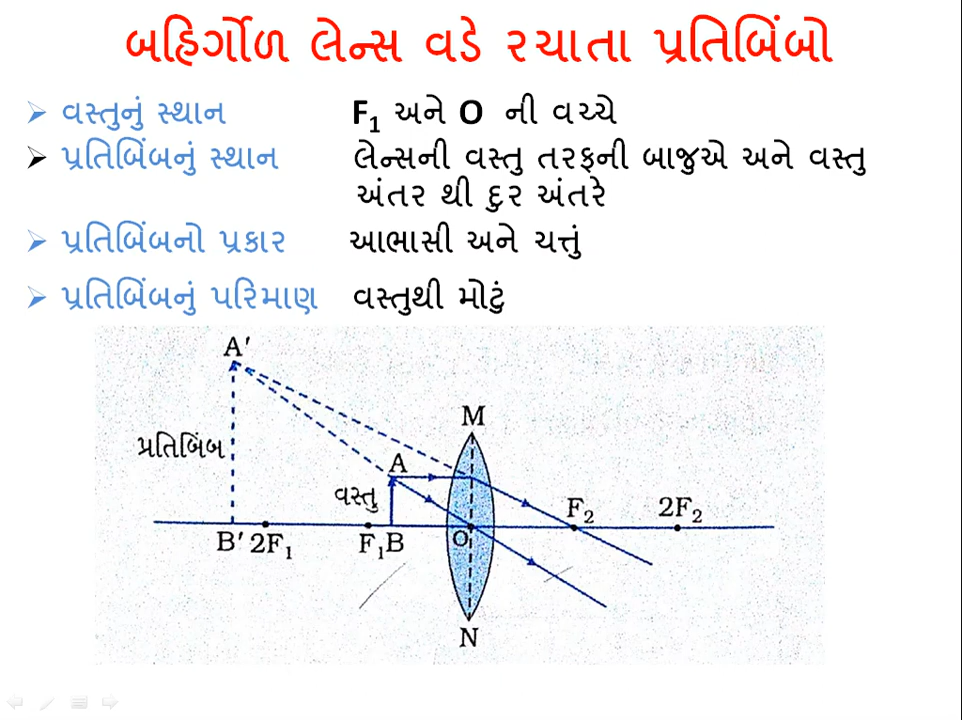 બહિર્ગોળ લેન્સ વડે રચાતા પ્રતિબિંબો
➢ વસ્તુનું સ્થાન F₁ અને O ની વચ્ચે
➢ પ્રતિબિંબનું સ્થાન લેન્સની વસ્તુ તરફની બાજુએ અને વસ્તુ
અંતર થી દુર અંતરે
➢ પ્રતિબિંબનો પ્રકાર આભાસી અને ચત્તું
➢ પ્રતિબિંબનું પરિમાણ વસ્તુથી મોટું
A'
M
પ્રતિબિંબ
A
વસ્તુ
F₂ 2F₂
B' 2F₁ F₁ B O
N